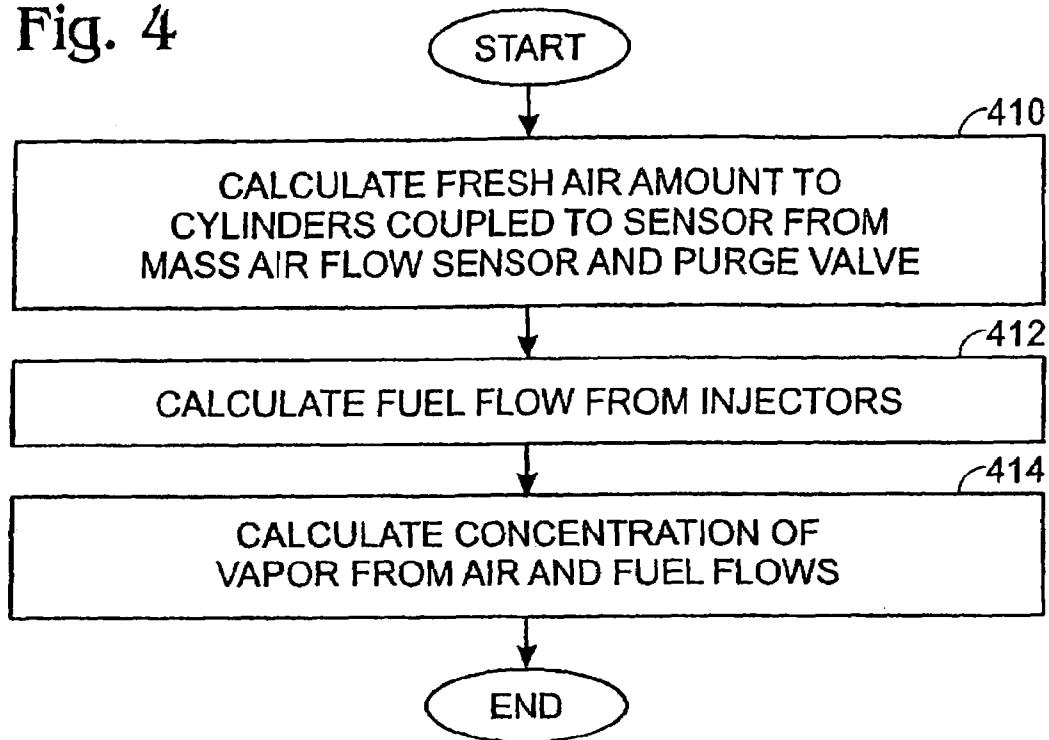 Fig. 4
START
410
CALCULATE FRESH AIR AMOUNT TO
CYLINDERS COUPLED TO SENSOR FROM
MASS AIR FLOW SENSOR AND PURGE VALVE
412
CALCULATE FUEL FLOW FROM INJECTORS
414
CALCULATE CONCENTRATION OF
VAPOR FROM AIR AND FUEL FLOWS
END